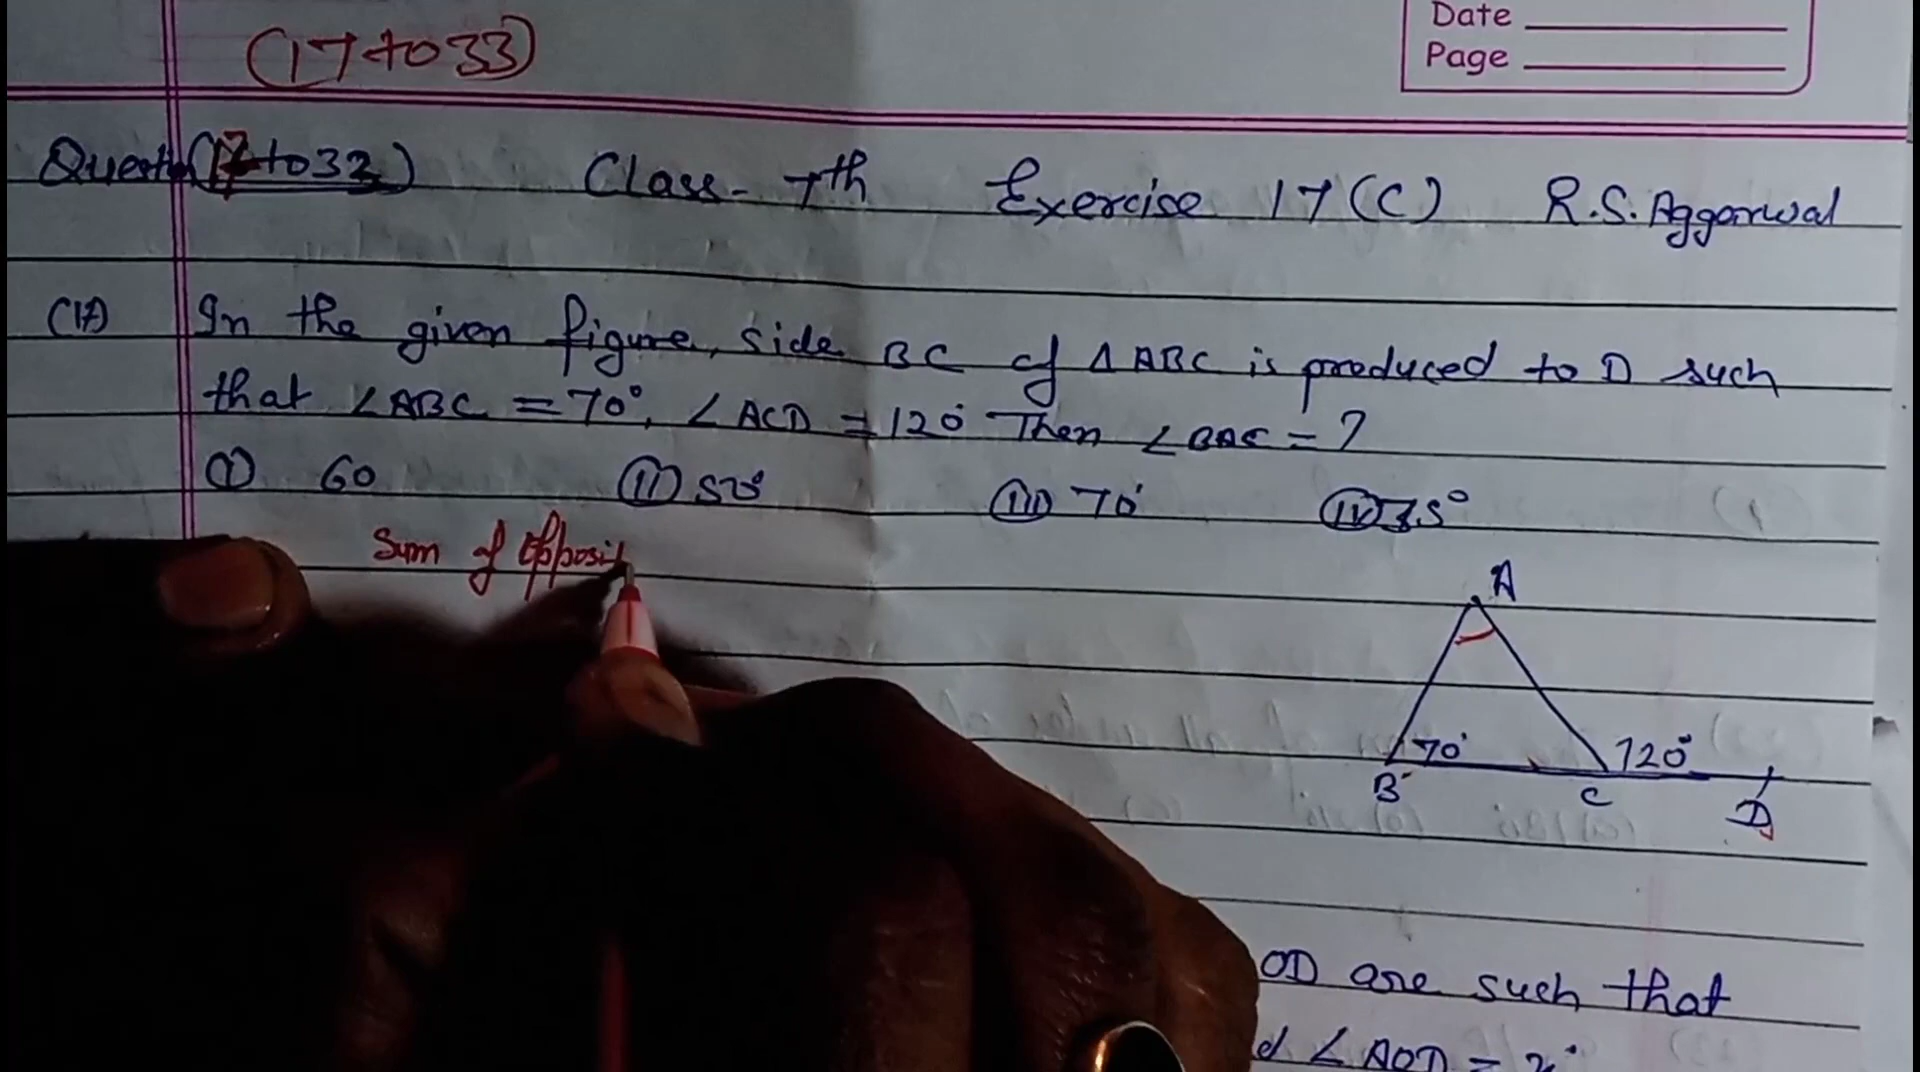 (17 to 33)
Date
Page
Questn (17 to 33) Class - 7th Exercise 17 (C) R.S. Aggarwal
(17) In the given figure, side BC of Δ ABC is produced to D such
that ∠ABC = 70°, ∠ACD = 120° Then ∠BAC = ?
(I) 60 (II) 50° (III) 70° (IV) 35°
Sum of opposit
A
70° 120°
B C D
OD are such that
d ∠AOD =